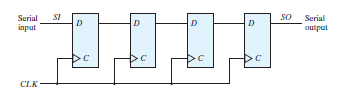 Serial input SI D D D D SO Serial output
C C C C
CLK